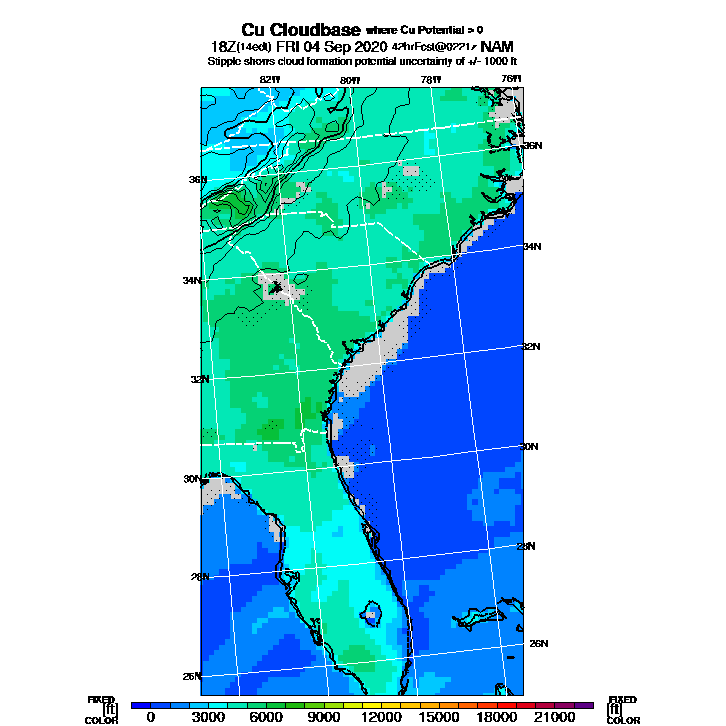 Cu Cloudbase where Cu Potential > 0
18Z(14edt) FRI 04 Sep 2020 42hrFcst@0221z NAM
Stipple shows cloud formation potential uncertainty of +/- 1000 ft
82W 80W 78W 76W
36N
36N
34N
34N
32N
32N
30N
30N
28N
28N
26N
26N
FIXED FIXED
[ft] [ft]
COLOR COLOR
0 3000 6000 9000 12000 15000 18000 21000